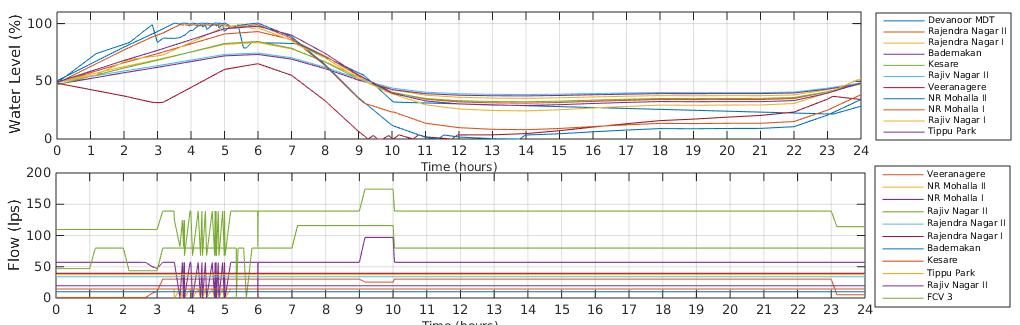 Water Level (%)
100
50
0
0 1 2 3 4 5 6 7 8 9 10 11 12 13 14 15 16 17 18 19 20 21 22 23 24
Time (hours)
Devanoor MDT
Rajendra Nagar II
Rajendra Nagar I
Bademakan
Kesare
Rajiv Nagar II
Veeranagere
NR Mohalla II
NR Mohalla I
Rajiv Nagar I
Tippu Park
Flow (lps)
200
150
100
50
0
0 1 2 3 4 5 6 7 8 9 10 11 12 13 14 15 16 17 18 19 20 21 22 23 24
Time (hours)
Veeranagere
NR Mohalla II
NR Mohalla I
Rajiv Nagar II
Rajendra Nagar II
Rajendra Nagar I
Bademakan
Kesare
Tippu Park
Rajiv Nagar II
FCV 3